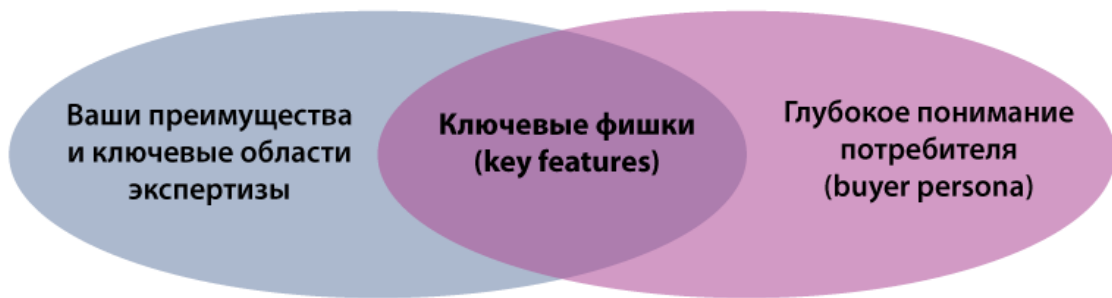 Ваши преимущества
и ключевые области
экспертизы
Ключевые фишки
(key features)
Глубокое понимание
потребителя
(buyer persona)